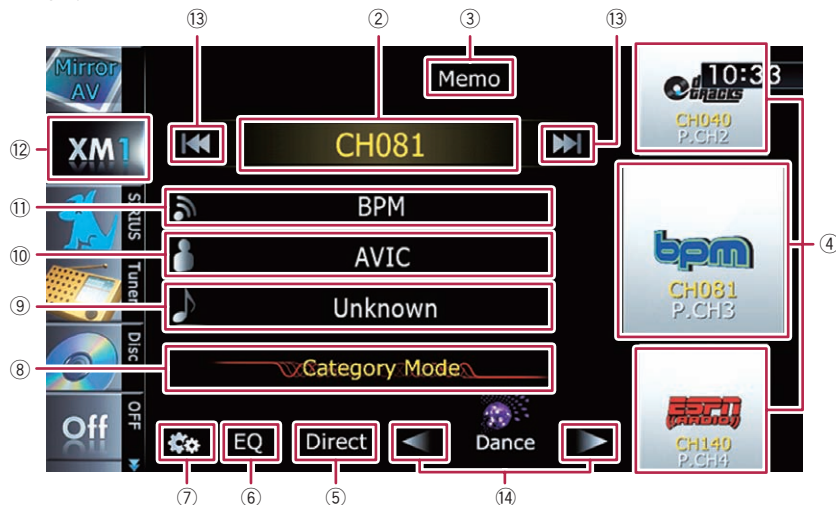 ⑬
②
③
⑬
Mirror
AV
Memo
d
tracks
10:33
CH040
P.CH2
⑫
XM1
CH081
⑪
SIRIUS
BPM
④
⑩
AVIC
bpm
CH081
P.CH3
⑨
Tuner
Unknown
⑧
Disc
Category Mode
ESPN
RADIO
CH140
P.CH4
Off
OFF
EQ
Direct
Dance
⑦
⑥
⑤
⑭